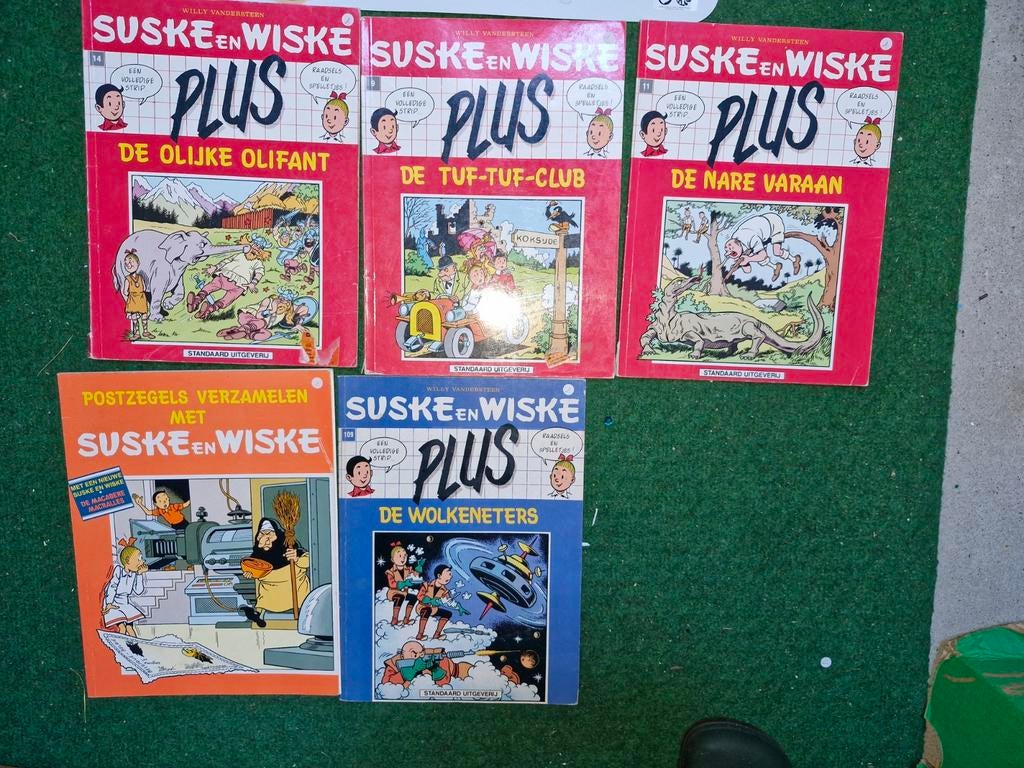 WILLY VANDERSTEEN
SUSKE EN WISKE
14
EEN
VOLLEDIGE
STRIP...
RAADSELS
EN
SPELLETJES!
PLUS
DE OLIJKE OLIFANT
STANDAARD UITGEVERIJ
WILLY VANDERSTEEN
SUSKE EN WISKE
9
EEN
VOLLEDIGE
STRIP...
RAADSELS
EN
SPELLETJES!
PLUS
DE TUF-TUF-CLUB
KOKSIJDE
STANDAARD UITGEVERIJ
WILLY VANDERSTEEN
SUSKE EN WISKE
11
EEN
VOLLEDIGE
STRIP...
RAADSELS
EN
SPELLETJES!
PLUS
DE NARE VARAAN
STANDAARD UITGEVERIJ
POSTZEGELS VERZAMELEN
MET
SUSKE EN WISKE
MET EEN NIEUWE
SUSKE EN WISKE
DE MACABERE
MACRALLES
WILLY VANDERSTEEN
SUSKE EN WISKE
109
EEN
VOLLEDIGE
STRIP...
RAADSELS
EN
SPELLETJES!
PLUS
DE WOLKENETERS
STANDAARD UITGEVERIJ